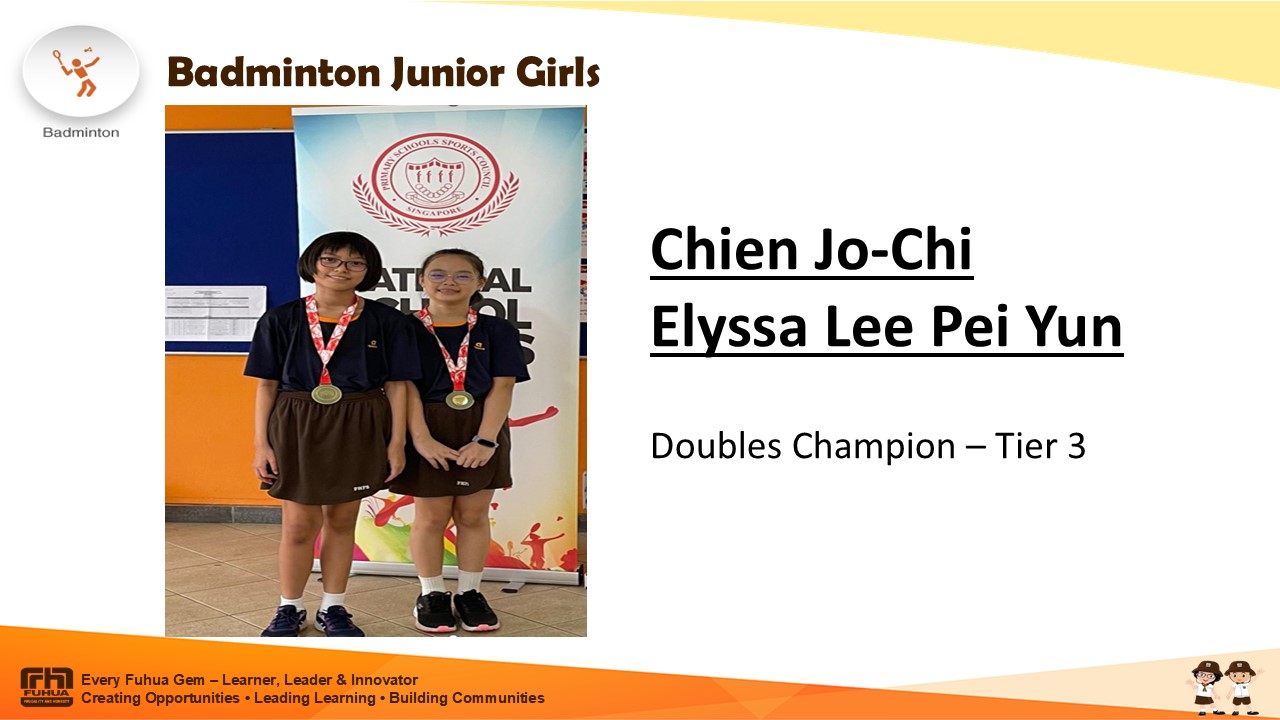 Badminton Junior Girls
Badminton
PRIMARY SCHOOLS SPORTS COUNCIL
SINGAPORE
Chien Jo-Chi
Elyssa Lee Pei Yun
Doubles Champion – Tier 3
FHPS
Every Fuhua Gem – Learner, Leader & Innovator
FUHUA
Creating Opportunities • Leading Learning • Building Communities